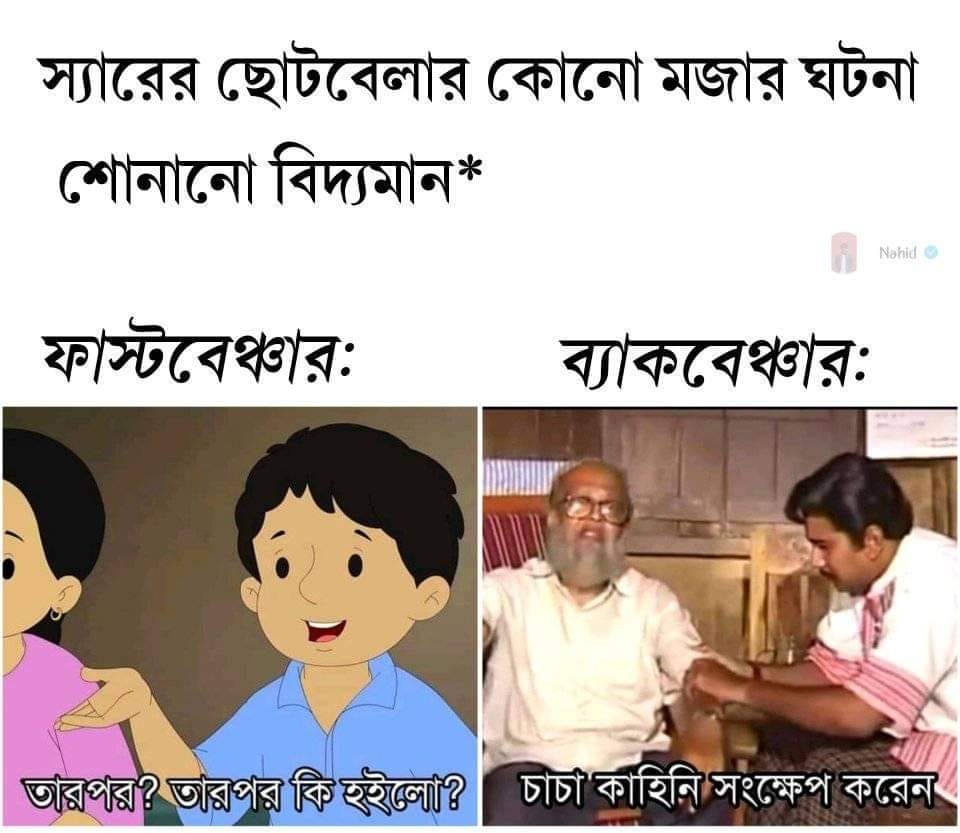 স্যারের ছোটবেলার কোনো মজার ঘটনা
শোনানো বিদ্যমান*
Nahid
ফাস্টবেঞ্চার:
ব্যাকবেঞ্চার:
তারপর? তারপর কি হইলো?
চাচা কাহিনি সংক্ষেপ করেন